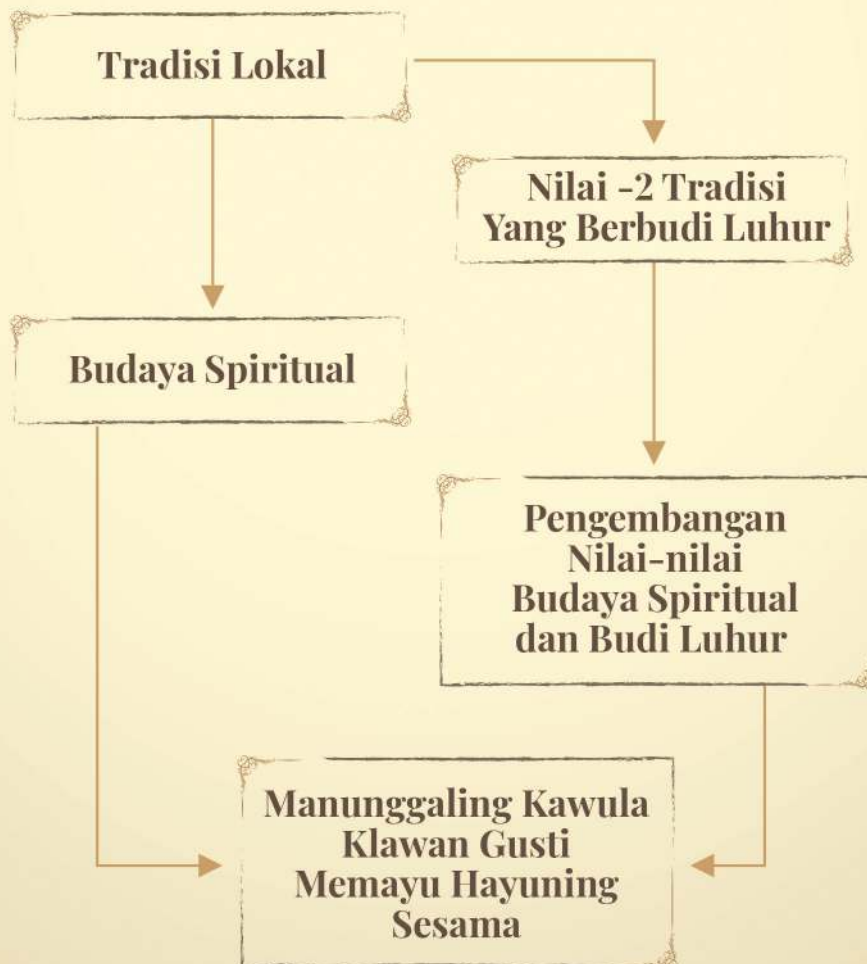 Tradisi Lokal
Nilai -2 Tradisi
Yang Berbudi Luhur
Budaya Spiritual
Pengembangan
Nilai-nilai
Budaya Spiritual
dan Budi Luhur
Manunggaling Kawula
Klawan Gusti
Memayu Hayuning
Sesama